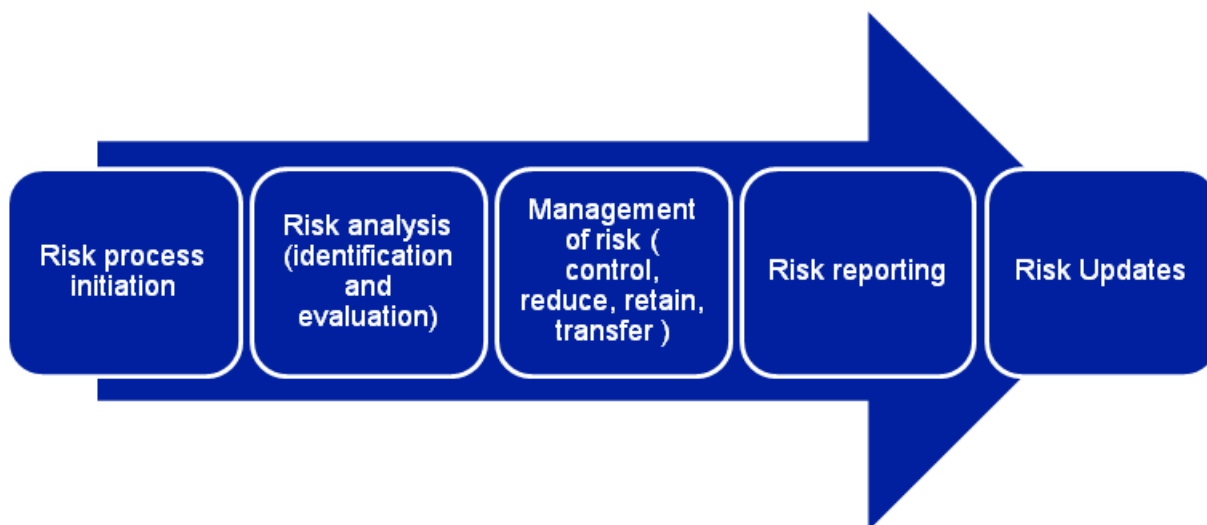 Risk process
initiation
Risk analysis
(identification
and
evaluation)
Management
of risk (
control,
reduce, retain,
transfer )
Risk reporting
Risk Updates